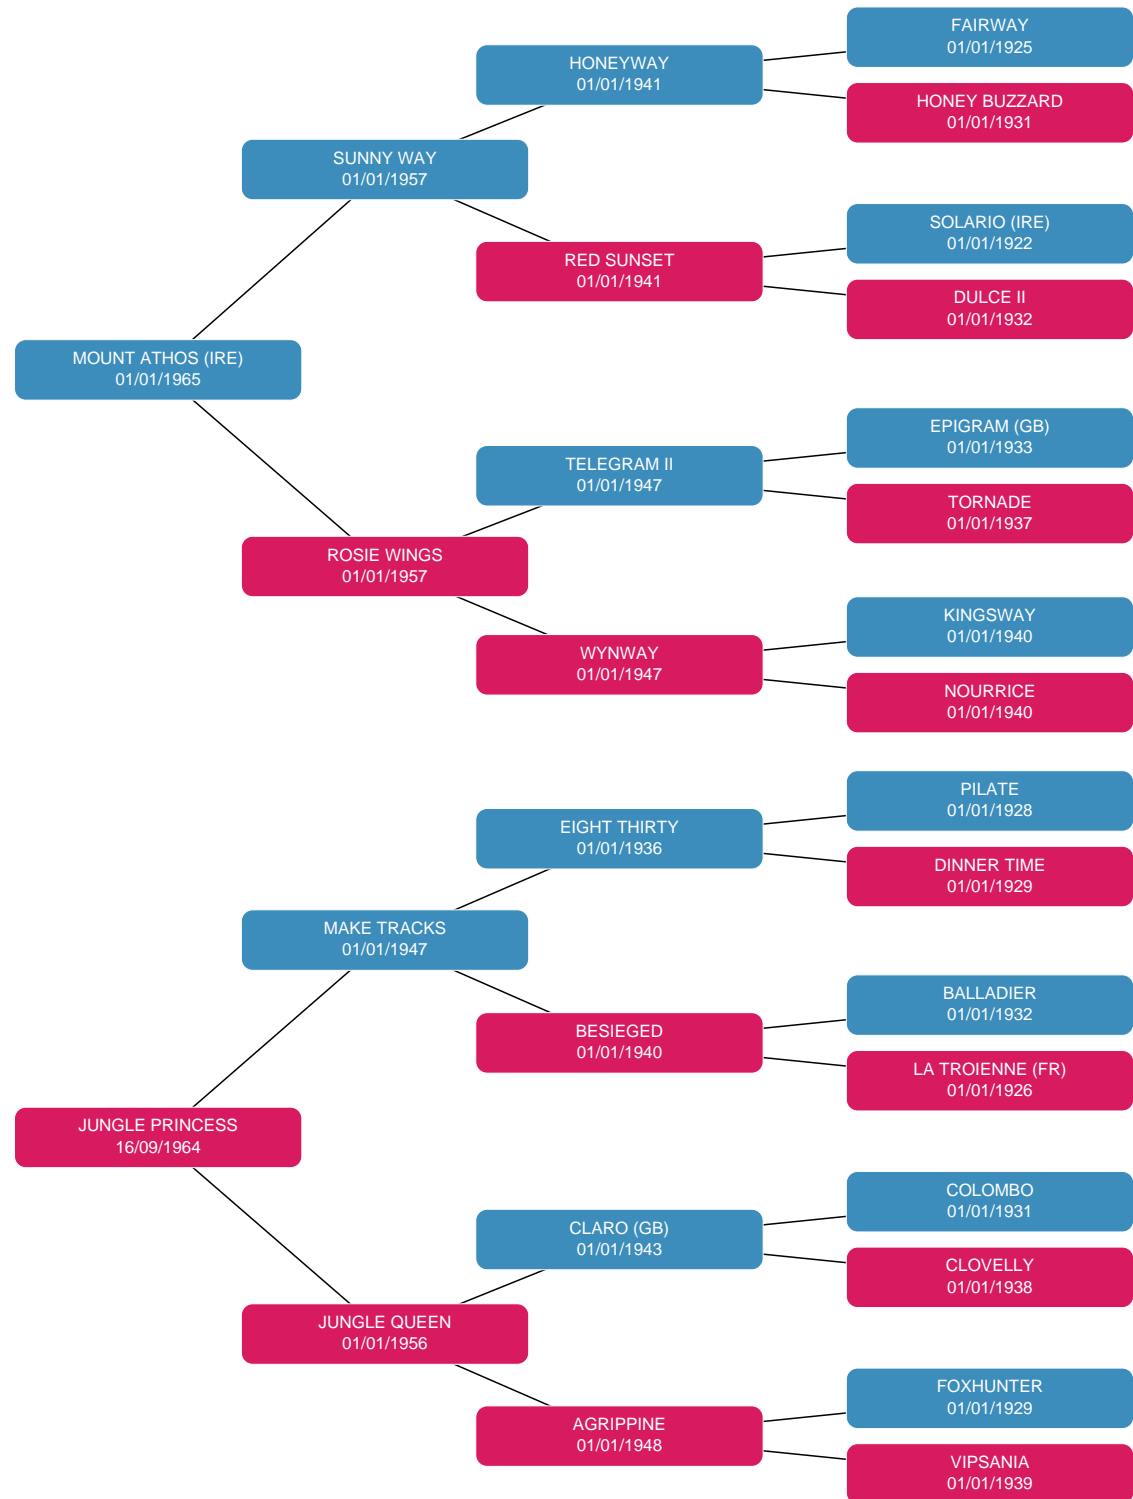 FAIRWAY
01/01/1925
HONEYWAY
01/01/1941
HONEY BUZZARD
01/01/1931
SUNNY WAY
01/01/1957
SOLARIO (IRE)
01/01/1922
RED SUNSET
01/01/1941
DULCE II
01/01/1932
MOUNT ATHOS (IRE)
01/01/1965
EPIGRAM (GB)
01/01/1933
TELEGRAM II
01/01/1947
TORNADE
01/01/1937
ROSIE WINGS
01/01/1957
KINGSWAY
01/01/1940
WYNWAY
01/01/1947
NOURRICE
01/01/1940
PILATE
01/01/1928
EIGHT THIRTY
01/01/1936
DINNER TIME
01/01/1929
MAKE TRACKS
01/01/1947
BALLADIER
01/01/1932
BESIEGED
01/01/1940
LA TROIENNE (FR)
01/01/1926
JUNGLE PRINCESS
16/09/1964
COLOMBO
01/01/1931
CLARO (GB)
01/01/1943
CLOVELLY
01/01/1938
JUNGLE QUEEN
01/01/1956
FOXHUNTER
01/01/1929
AGRIPPINE
01/01/1948
VIPSANIA
01/01/1939